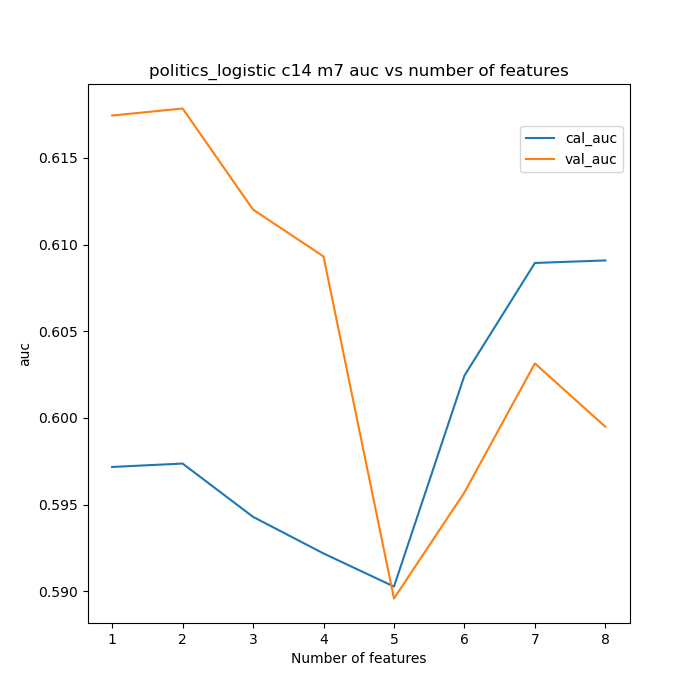 politics_logistic c14 m7 auc vs number of features
cal_auc
val_auc
auc
0.615
0.610
0.605
0.600
0.595
0.590
1 2 3 4 5 6 7 8
Number of features